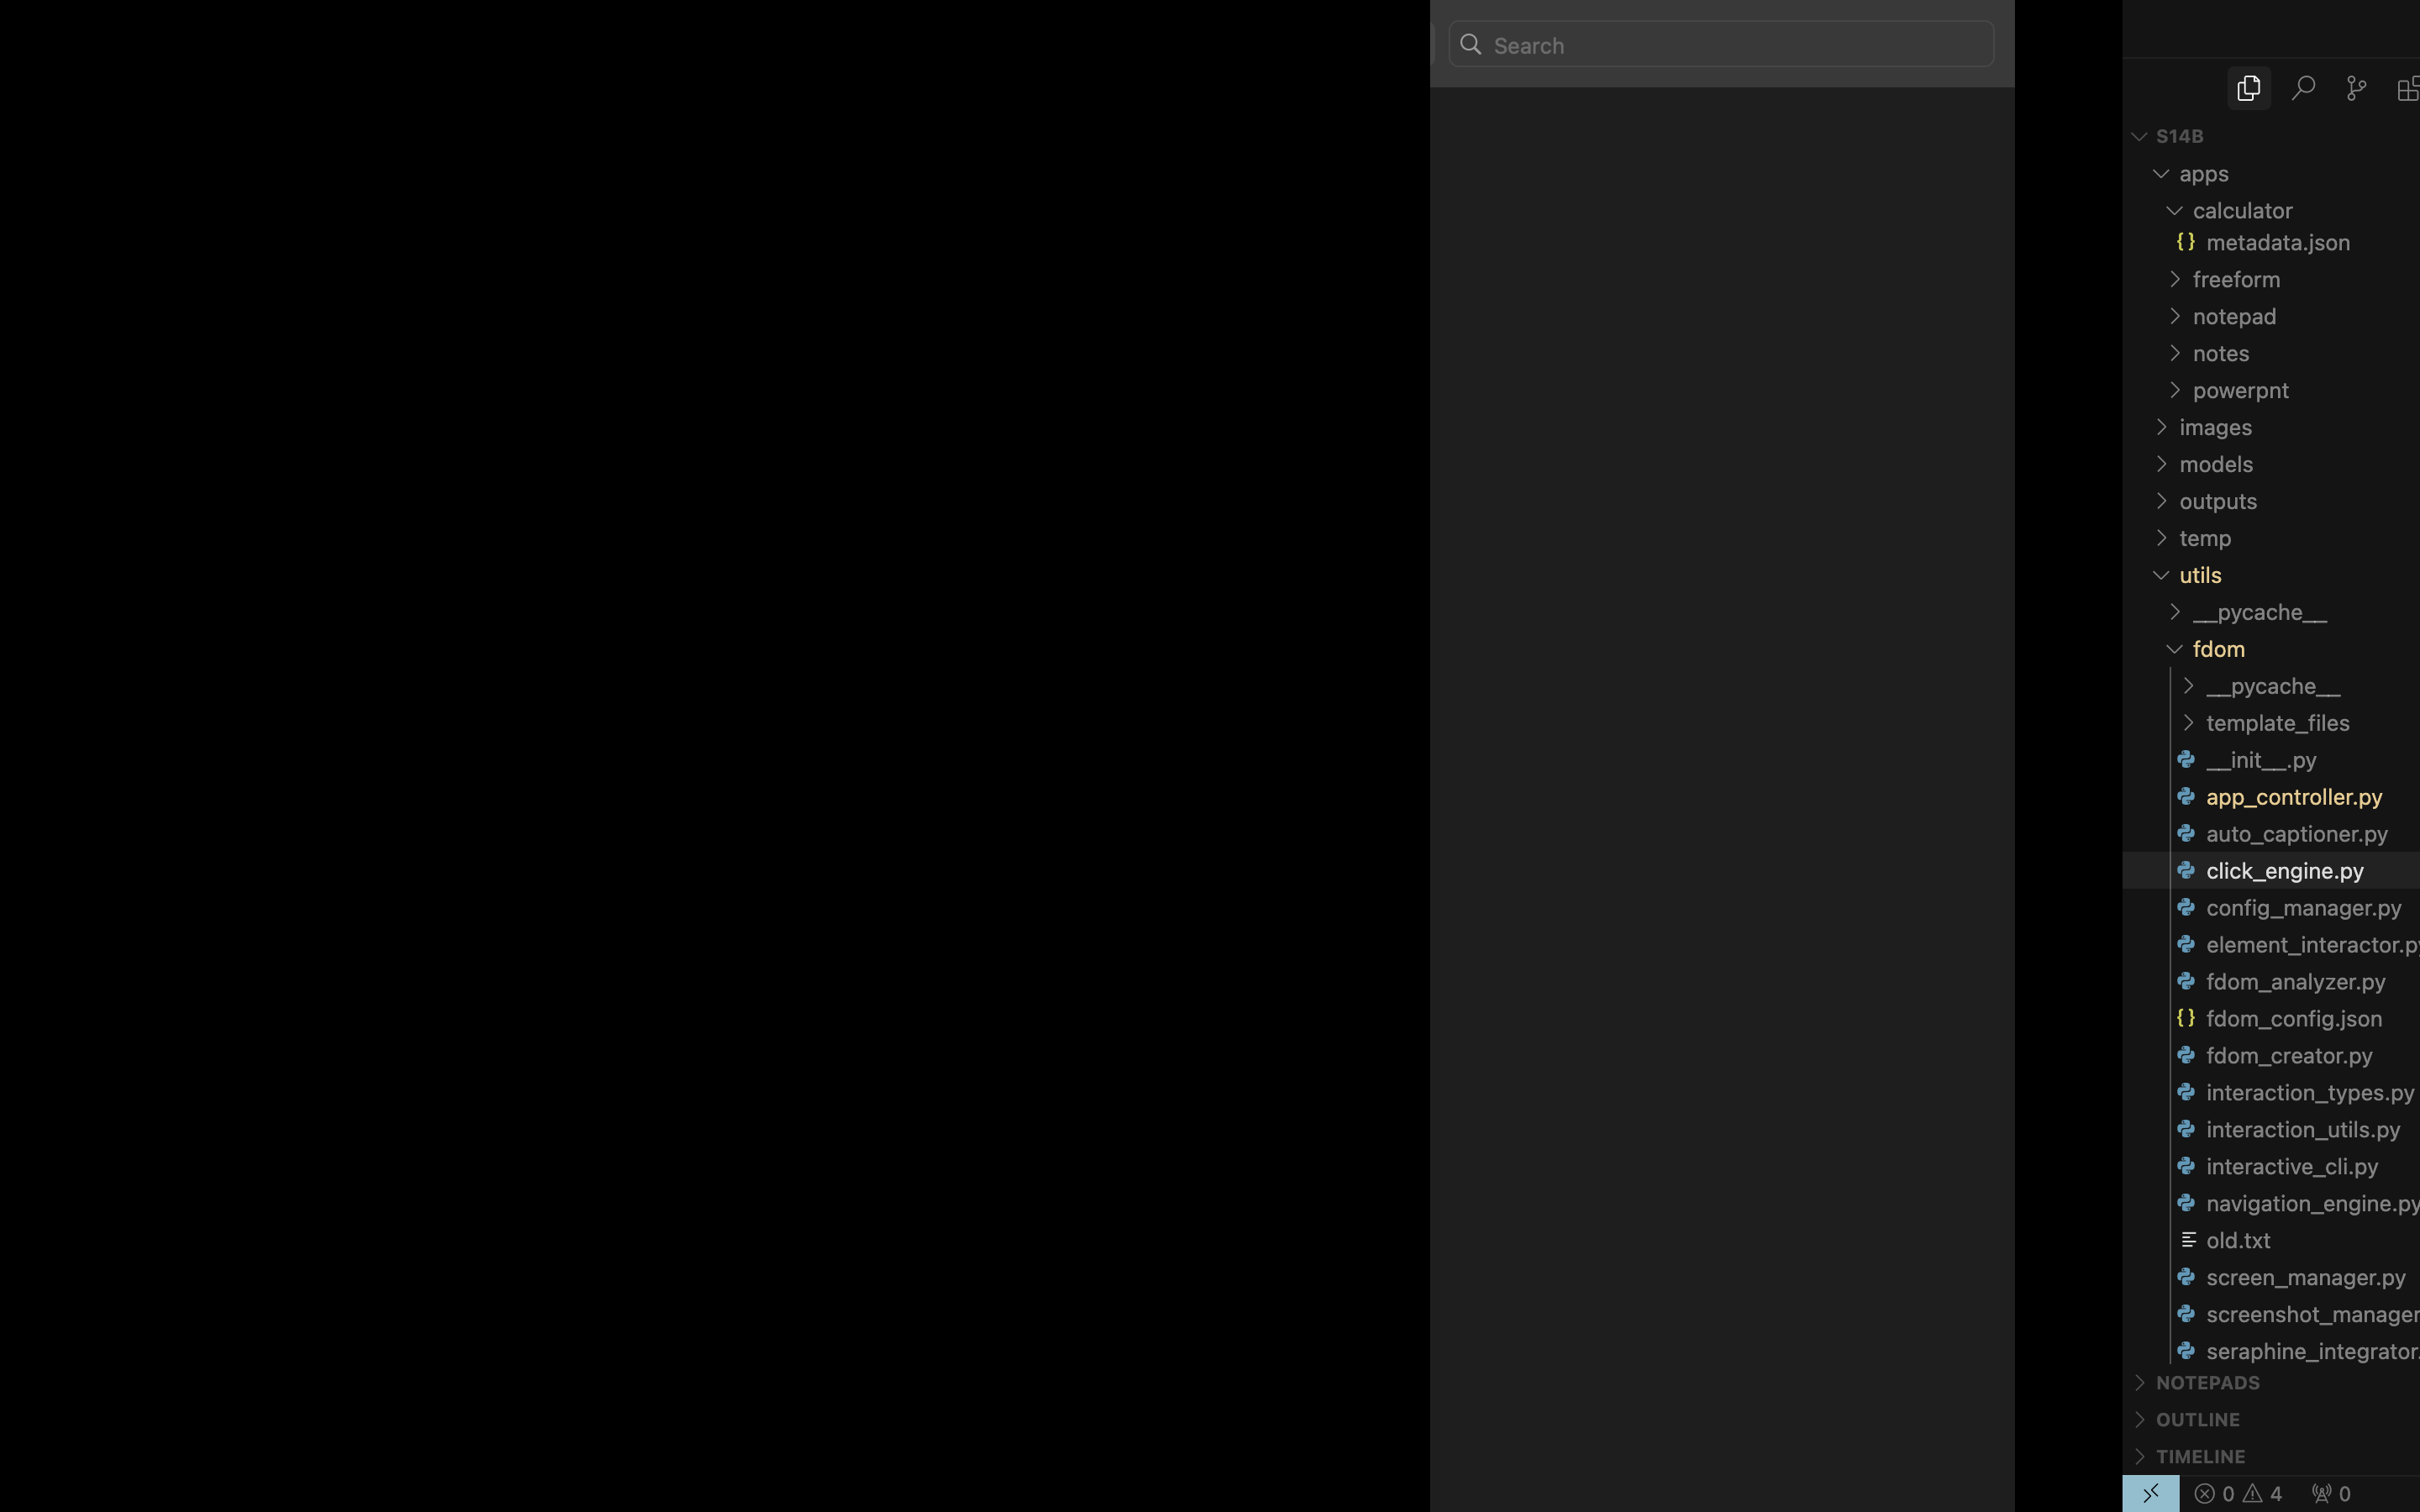 Search
S14B
apps
calculator
metadata.json
freeform
notepad
notes
powerpnt
images
models
outputs
temp
utils
__pycache__
fdom
__pycache__
template_files
__init__.py
app_controller.py
auto_captioner.py
click_engine.py
config_manager.py
element_interactor.py
fdom_analyzer.py
fdom_config.json
fdom_creator.py
interaction_types.py
interaction_utils.py
interactive_cli.py
navigation_engine.py
old.txt
screen_manager.py
screenshot_manager
seraphine_integrator.
NOTEPADS
OUTLINE
TIMELINE
0 4 0